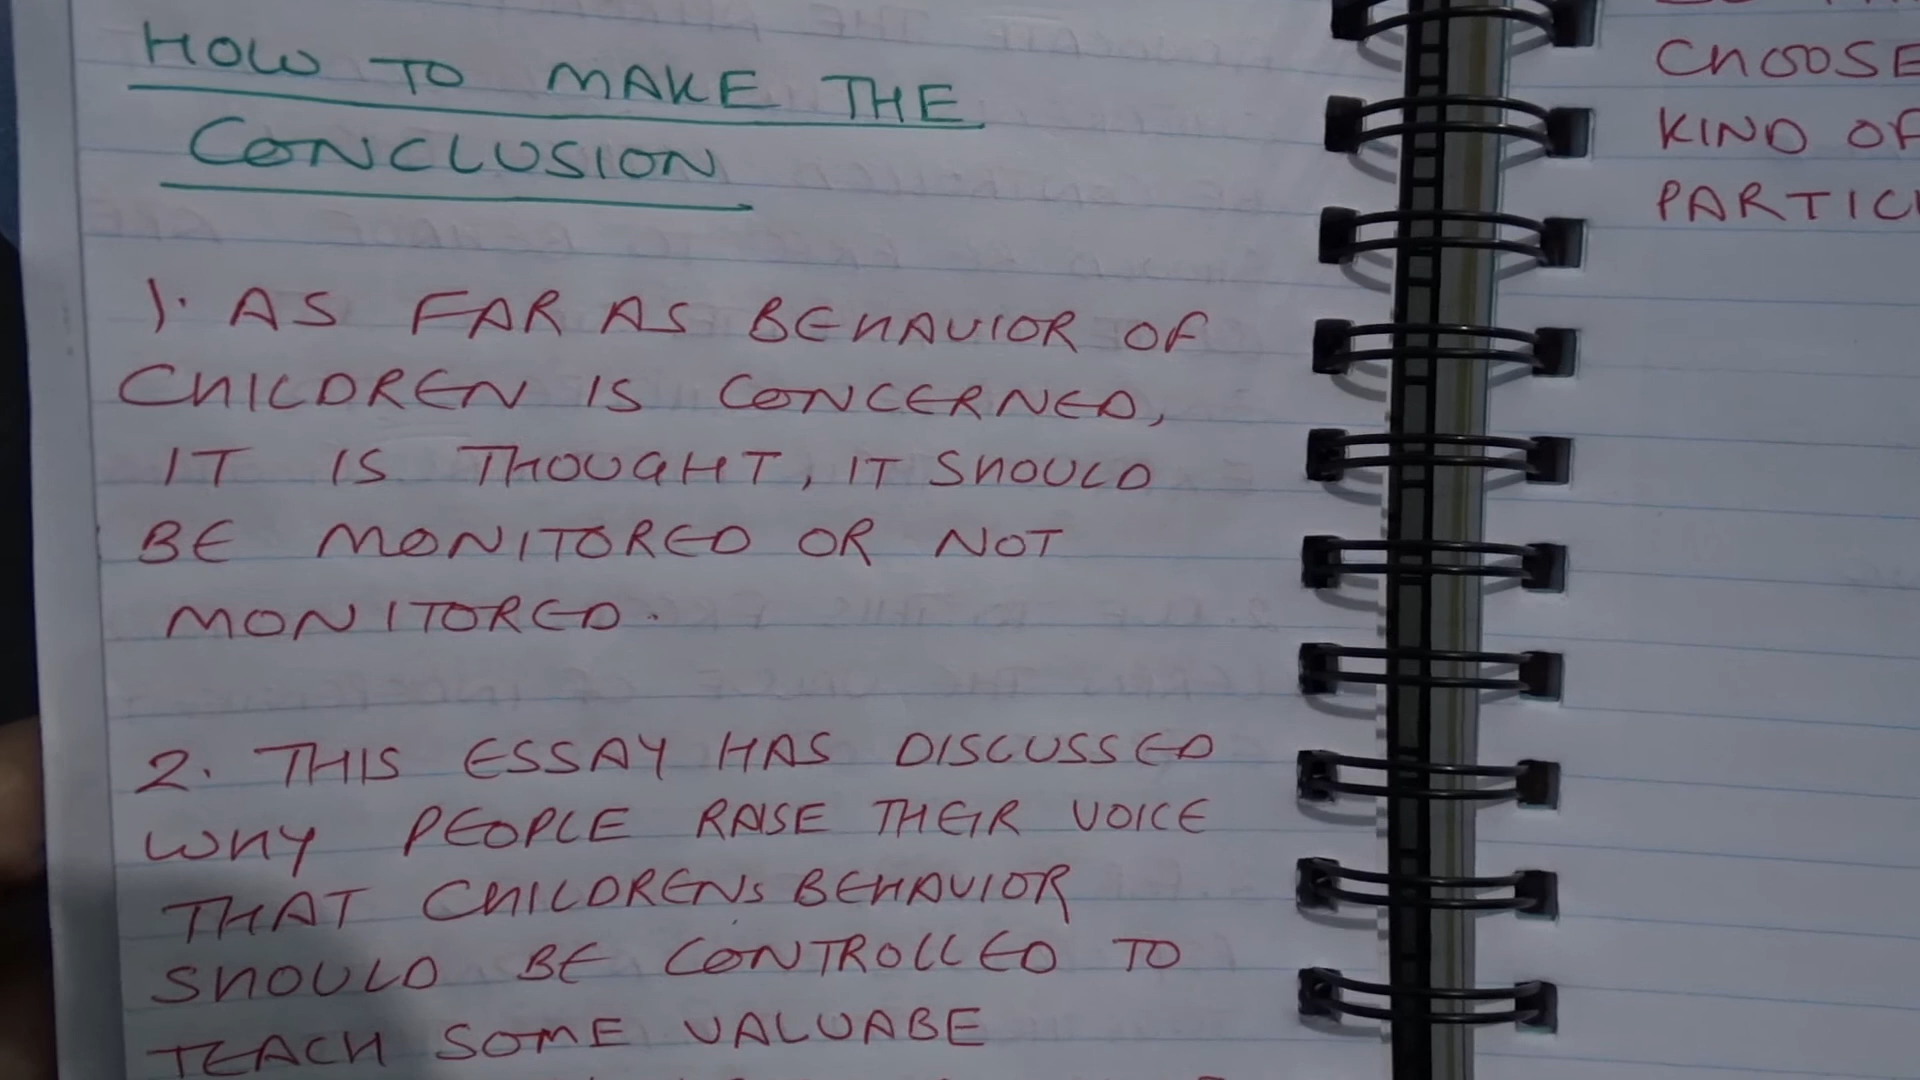 HOW TO MAKE THE
CONCLUSION
1. AS FAR AS BEHAVIOR OF
CHILDREN IS CONCERNED,
IT IS THOUGHT, IT SHOULD
BE MONITORED OR NOT
MONITORED.
2. THIS ESSAY HAS DISCUSSED
WHY PEOPLE RAISE THEIR VOICE
THAT CHILDRENS BEHAVIOR
SHOULD BE CONTROLLED TO
TEACH SOME VALUABE
CHOOSE
KIND OF
PARTIC